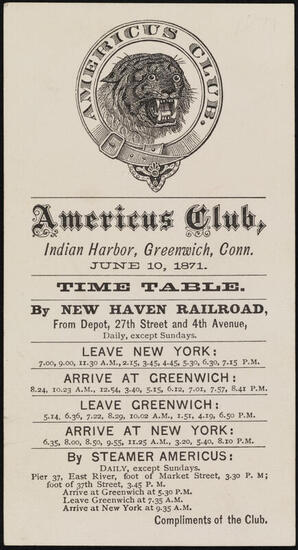 AMERICUS CLUB.
Americus Club,
Indian Harbor, Greenwich, Conn.
JUNE 10, 1871.
TIME TABLE.
By NEW HAVEN RAILROAD,
From Depot, 27th Street and 4th Avenue,
Daily, except Sundays.
LEAVE NEW YORK:
7.00, 9.00, 11.30 A.M., 2.15, 3.45, 4.45, 5.30, 6.30, 7.15 P.M.
ARRIVE AT GREENWICH:
8.24, 10.23 A.M., 12.54, 3.40, 5.15, 6.12, 7.01, 7.57, 8.41 P.M.
LEAVE GREENWICH:
5.14, 6.36, 7.22, 8.29, 10.02 A.M., 1.51, 4.19, 6.50 P.M.
ARRIVE AT NEW YORK:
6.35, 8.00, 8.50, 9.55, 11.25 A.M., 3.20, 5.40, 8.10 P.M.
By STEAMER AMERICUS:
DAILY, except Sundays.
Pier 37, East River, foot of Market Street, 3.30 P. M;
foot of 37th Street, 3.45 P. M.
Arrive at Greenwich at 5.30 P.M.
Leave Greenwich at 7.35 A.M.
Arrive at New York at 9.35 A.M.
Compliments of the Club.